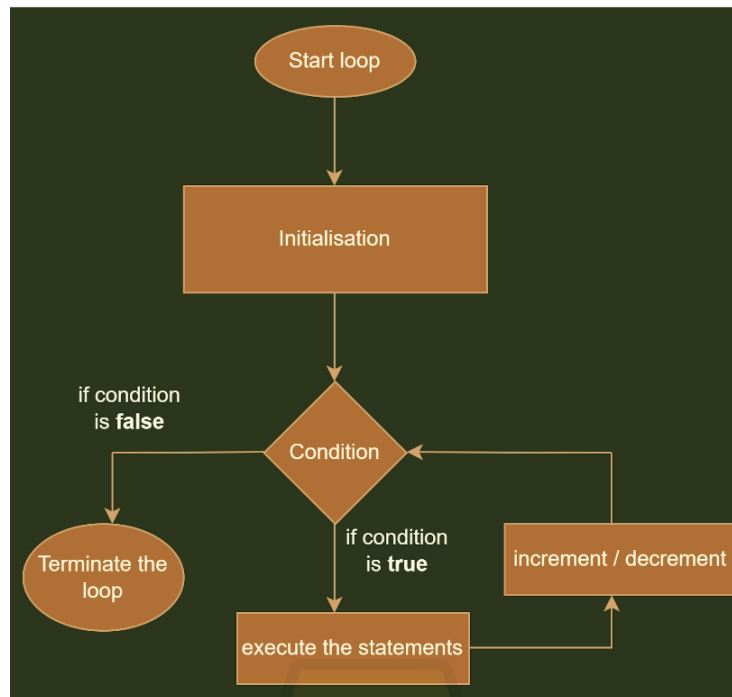 Start loop
Initialisation
if condition
is false
Condition
if condition
is true
Terminate the
loop
increment / decrement
execute the statements